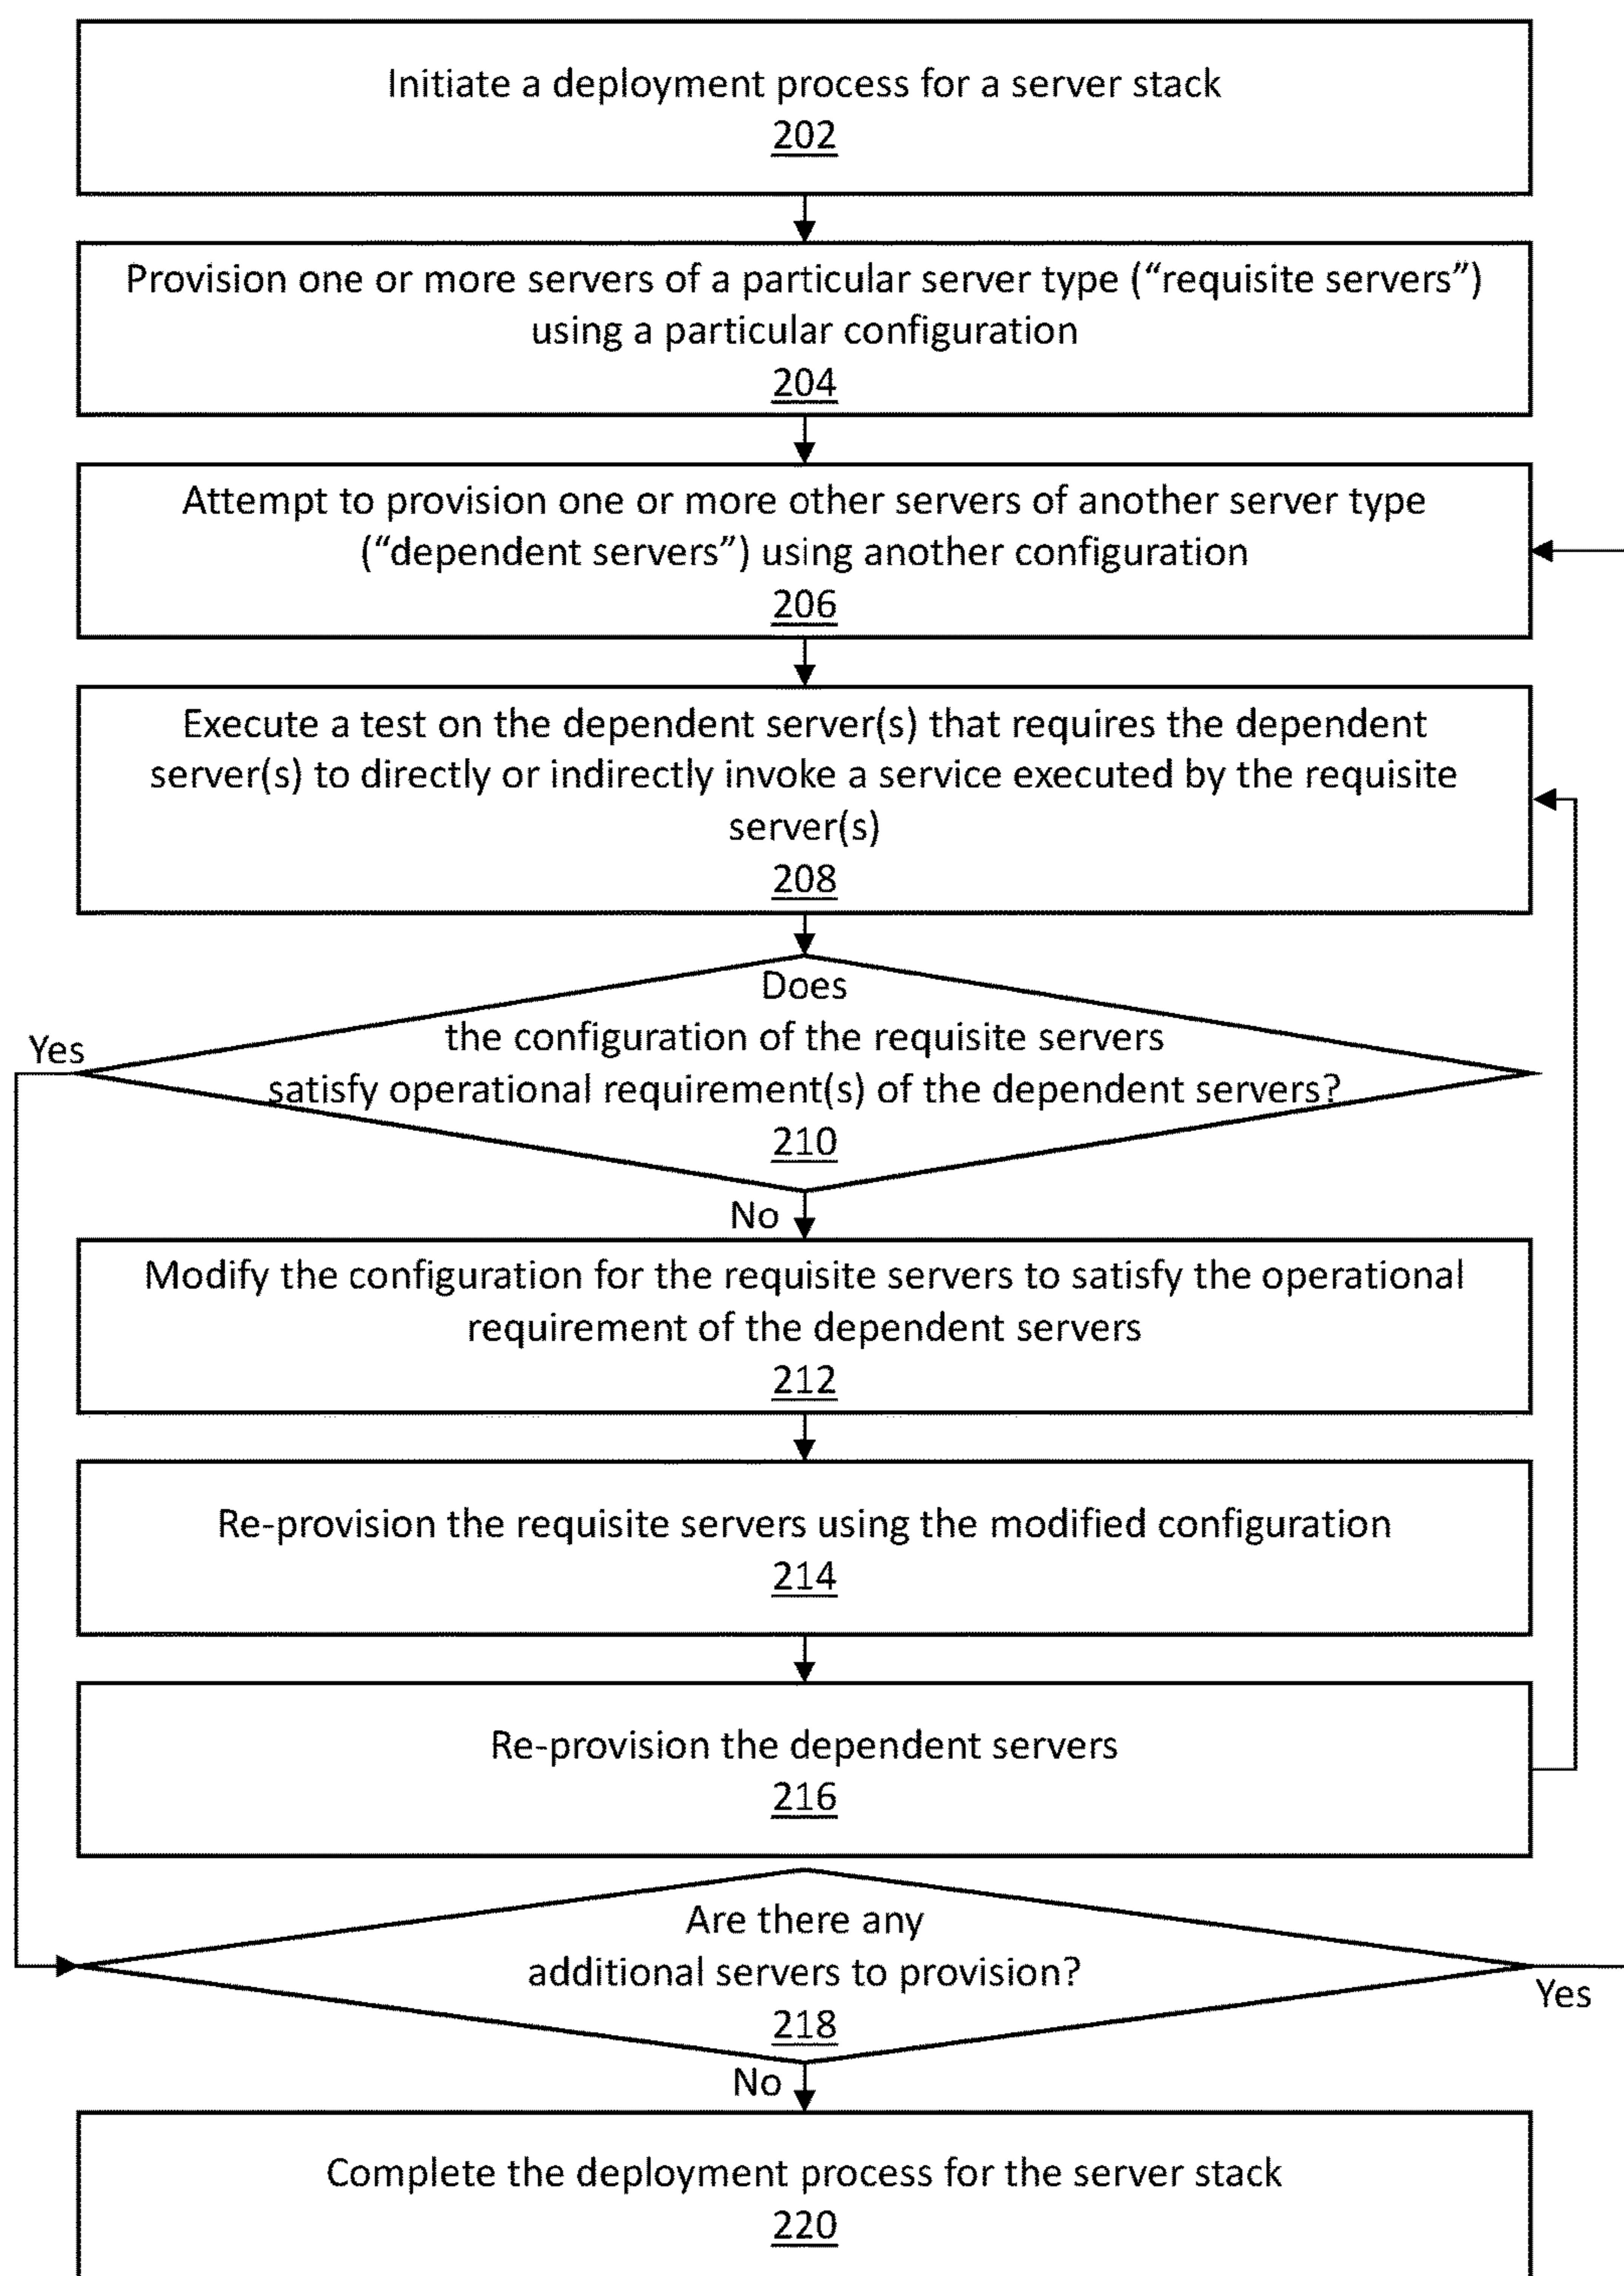 Initiate a deployment process for a server stack
202
Provision one or more servers of a particular server type (“requisite servers”)
using a particular configuration
204
Attempt to provision one or more other servers of another server type
(“dependent servers”) using another configuration
206
Execute a test on the dependent server(s) that requires the dependent
server(s) to directly or indirectly invoke a service executed by the requisite
server(s)
208
Does
the configuration of the requisite servers
satisfy operational requirement(s) of the dependent servers?
210
Yes
No
Modify the configuration for the requisite servers to satisfy the operational
requirement of the dependent servers
212
Re-provision the requisite servers using the modified configuration
214
Re-provision the dependent servers
216
Are there any
additional servers to provision?
218
Yes
No
Complete the deployment process for the server stack
220